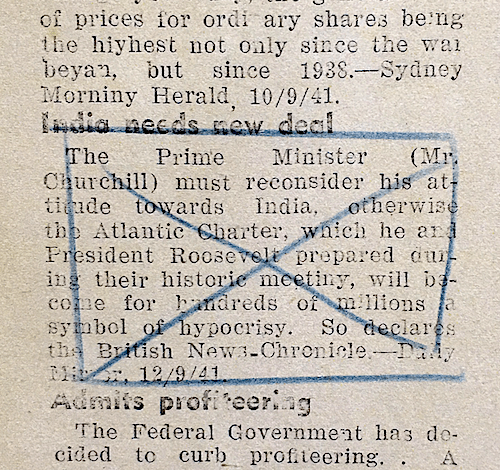 of prices for ordi ary shares being
the hiyhest not only since the war
beyan, but since 1938.—Sydney
Morniny Herald, 10/9/41.
India needs new deal
The Prime Minister (Mr.
Churchill) must reconsider his at-
titude towards India, otherwise
the Atlantic Charter, which he and
President Roosevelt prepared dur-
ing their historic meetiny, will be-
come for hundreds of millions a
symbol of hypocrisy. So declares
the British News-Chronicle.—Daily
Mirror, 12/9/41.
Admits profiteering
The Federal Government has de-
cided to curb profiteering. . A